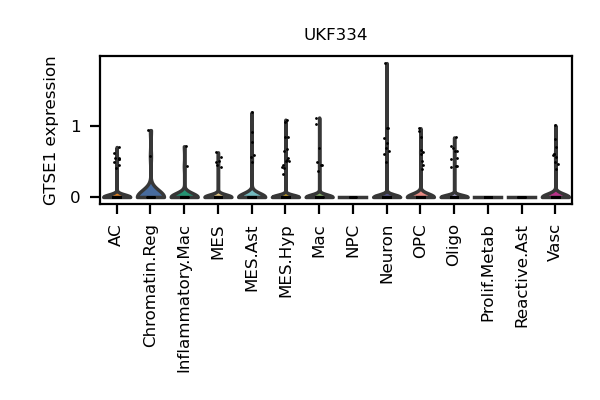 UKF334
GTSE1 expression
1
0
AC
Chromatin.Reg
Inflammatory.Mac
MES
MES.Ast
MES.Hyp
Mac
NPC
Neuron
OPC
Oligo
Prolif.Metab
Reactive.Ast
Vasc